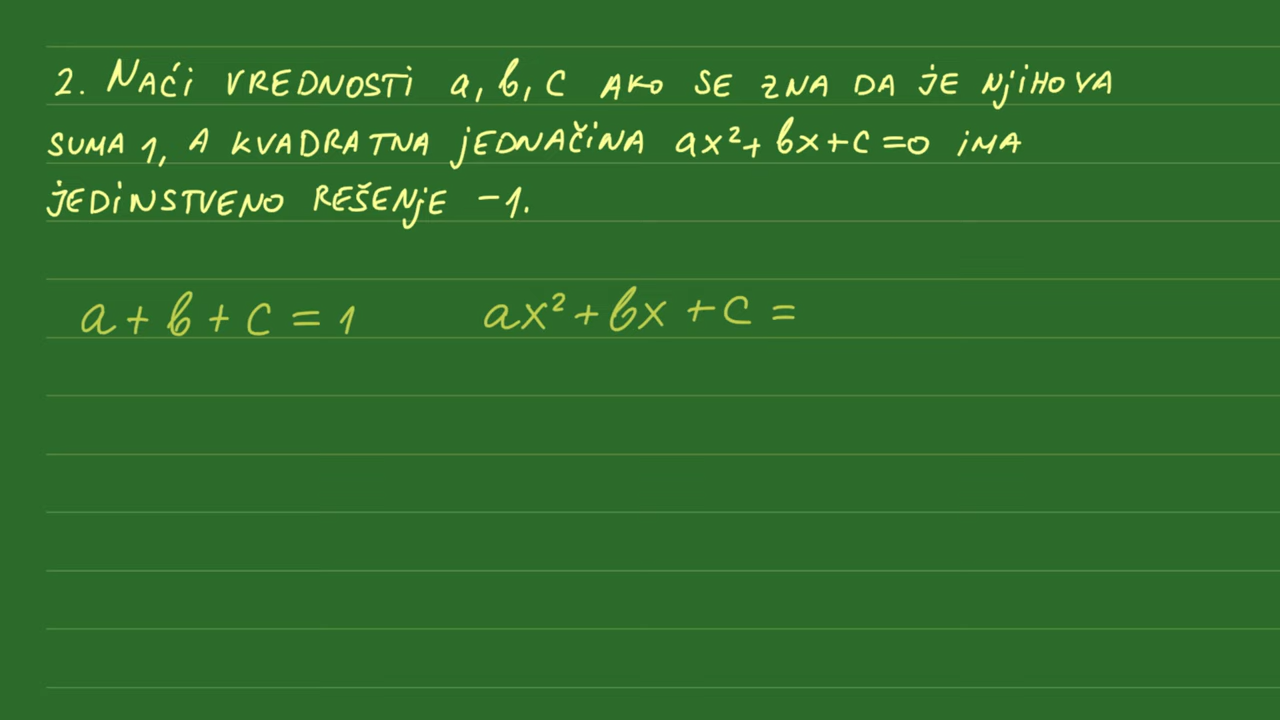 2. Naći vrednosti a, b, c ako se zna da je njihova
suma 1, a kvadratna jednačina ax²+bx+c=0 ima
jedinstveno rešenje -1.
a+b+c=1 ax²+bx+c=